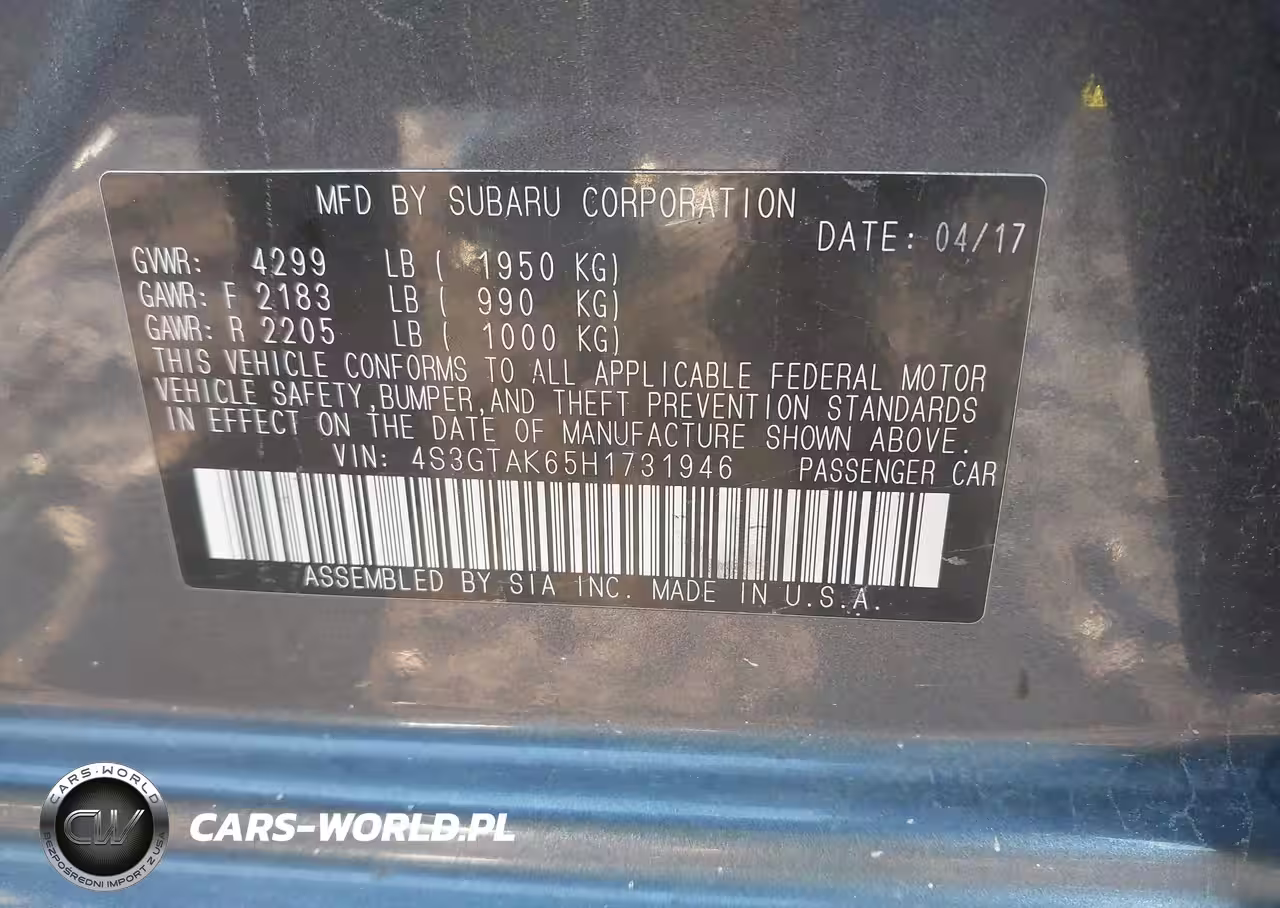 MFD BY SUBARU CORPORATION
DATE: 04/17
GVWR: 4299 LB ( 1950 KG)
GAWR: F 2183 LB ( 990 KG)
GAWR: R 2205 LB ( 1000 KG)
THIS VEHICLE CONFORMS TO ALL APPLICABLE FEDERAL MOTOR
VEHICLE SAFETY,BUMPER,AND THEFT PREVENTION STANDARDS
IN EFFECT ON THE DATE OF MANUFACTURE SHOWN ABOVE.
VIN: 4S3GTAK65H1731946 PASSENGER CAR
ASSEMBLED BY SIA INC. MADE IN U.S.A.
CARS-WORLD
CW
BEZPOŚREDNI IMPORT Z USA
CARS-WORLD.PL